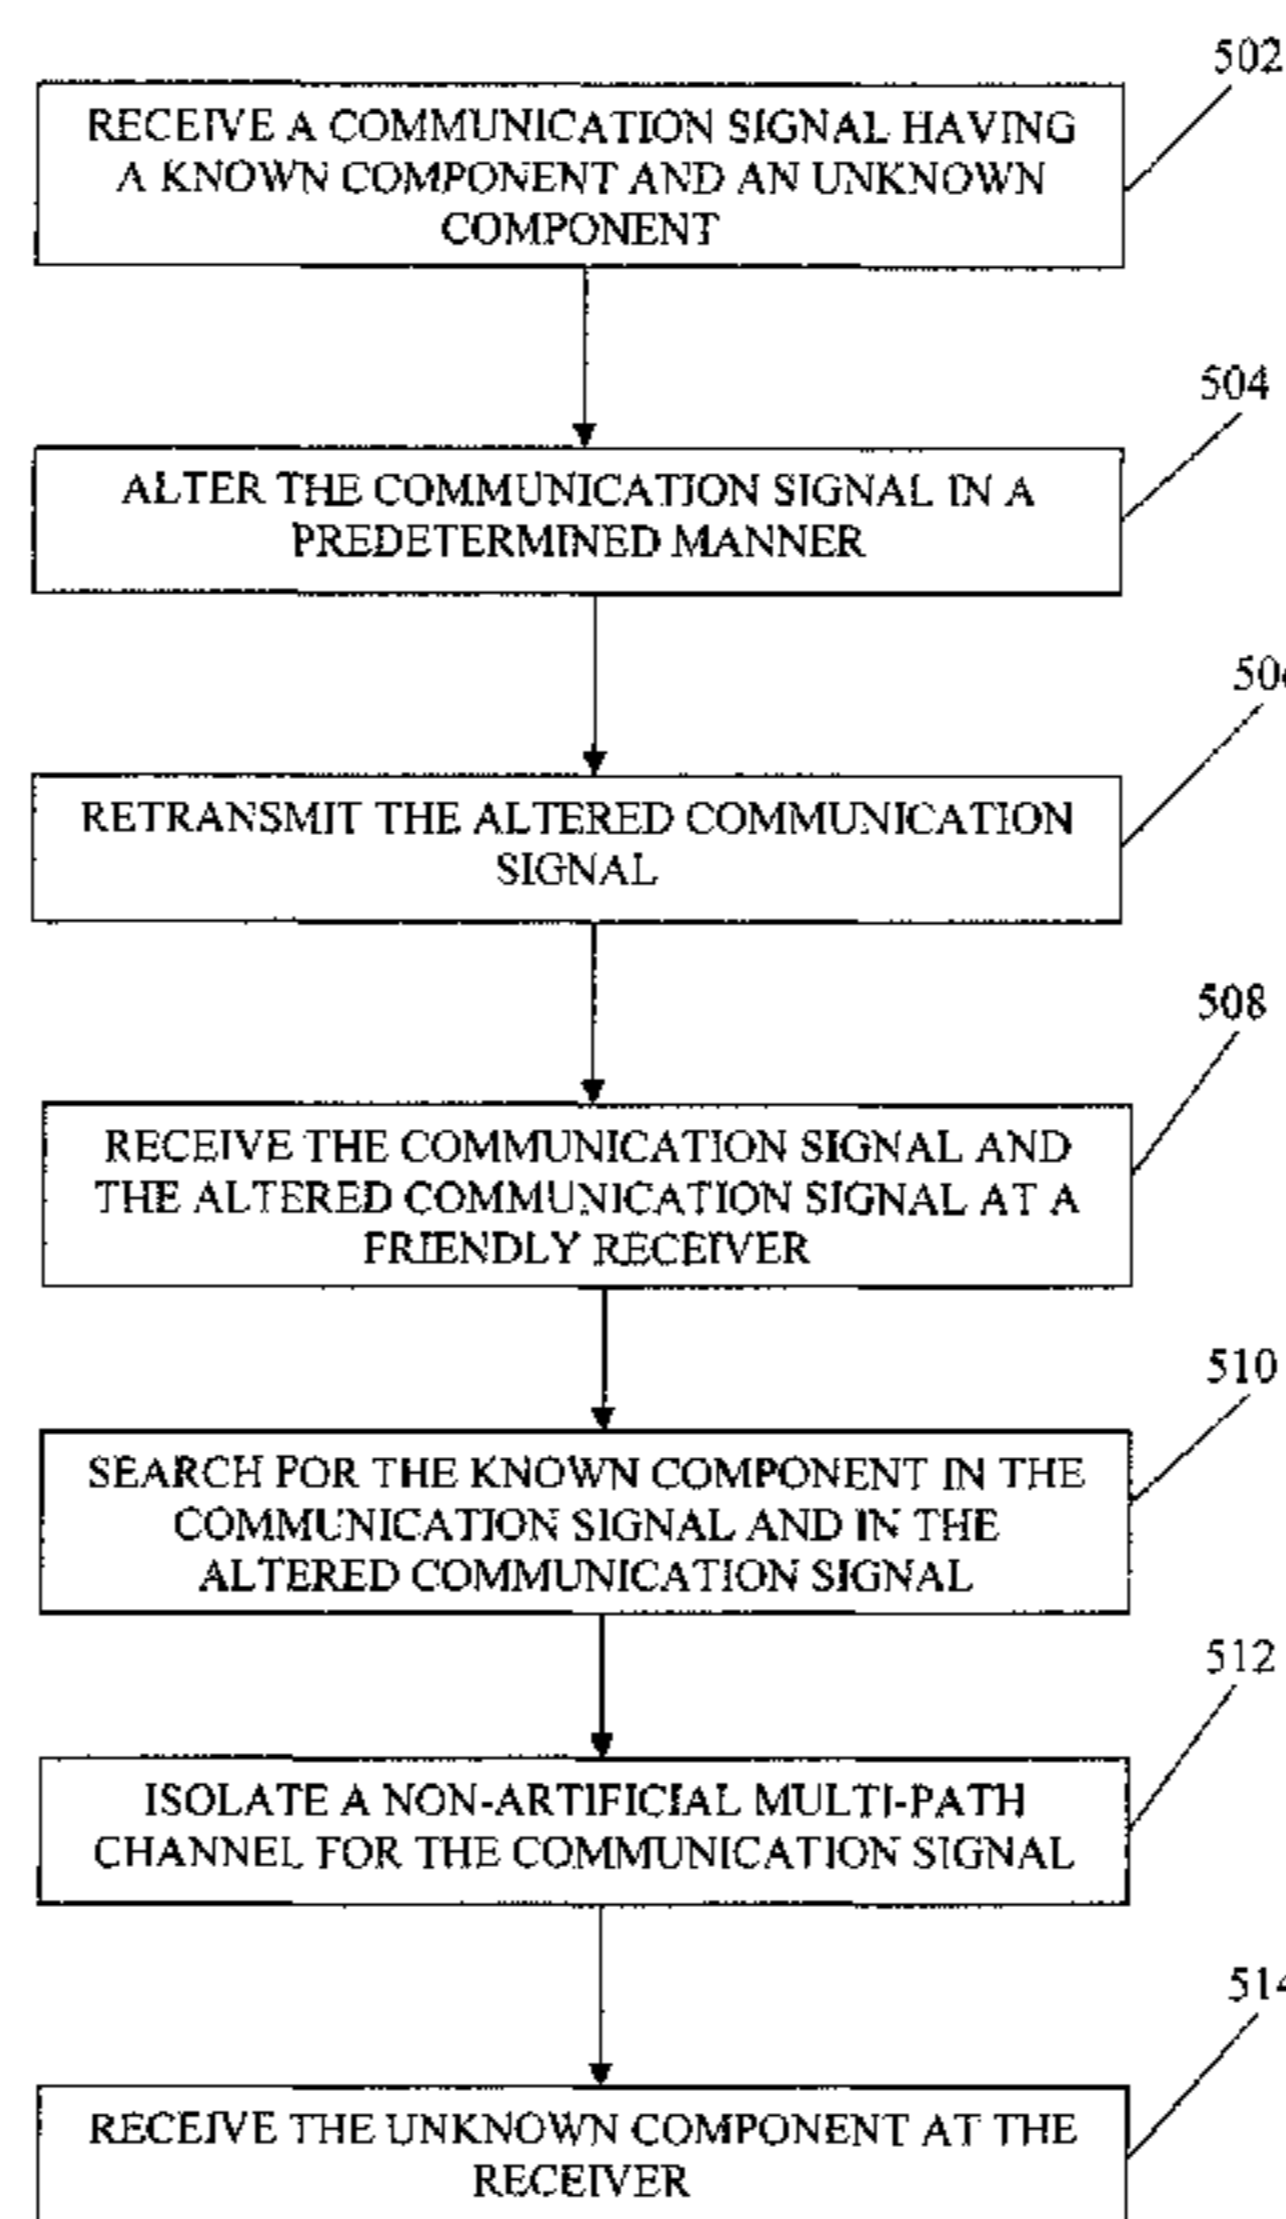 502
RECEIVE A COMMUNICATION SIGNAL HAVING
A KNOWN COMPONENT AND AN UNKNOWN
COMPONENT
504
ALTER THE COMMUNICATION SIGNAL IN A
PREDETERMINED MANNER
506
RETRANSMIT THE ALTERED COMMUNICATION
SIGNAL
508
RECEIVE THE COMMUNICATION SIGNAL AND
THE ALTERED COMMUNICATION SIGNAL AT A
FRIENDLY RECEIVER
510
SEARCH FOR THE KNOWN COMPONENT IN THE
COMMUNICATION SIGNAL AND IN THE
ALTERED COMMUNICATION SIGNAL
512
ISOLATE A NON-ARTIFICIAL MULTI-PATH
CHANNEL FOR THE COMMUNICATION SIGNAL
514
RECEIVE THE UNKNOWN COMPONENT AT THE
RECEIVER